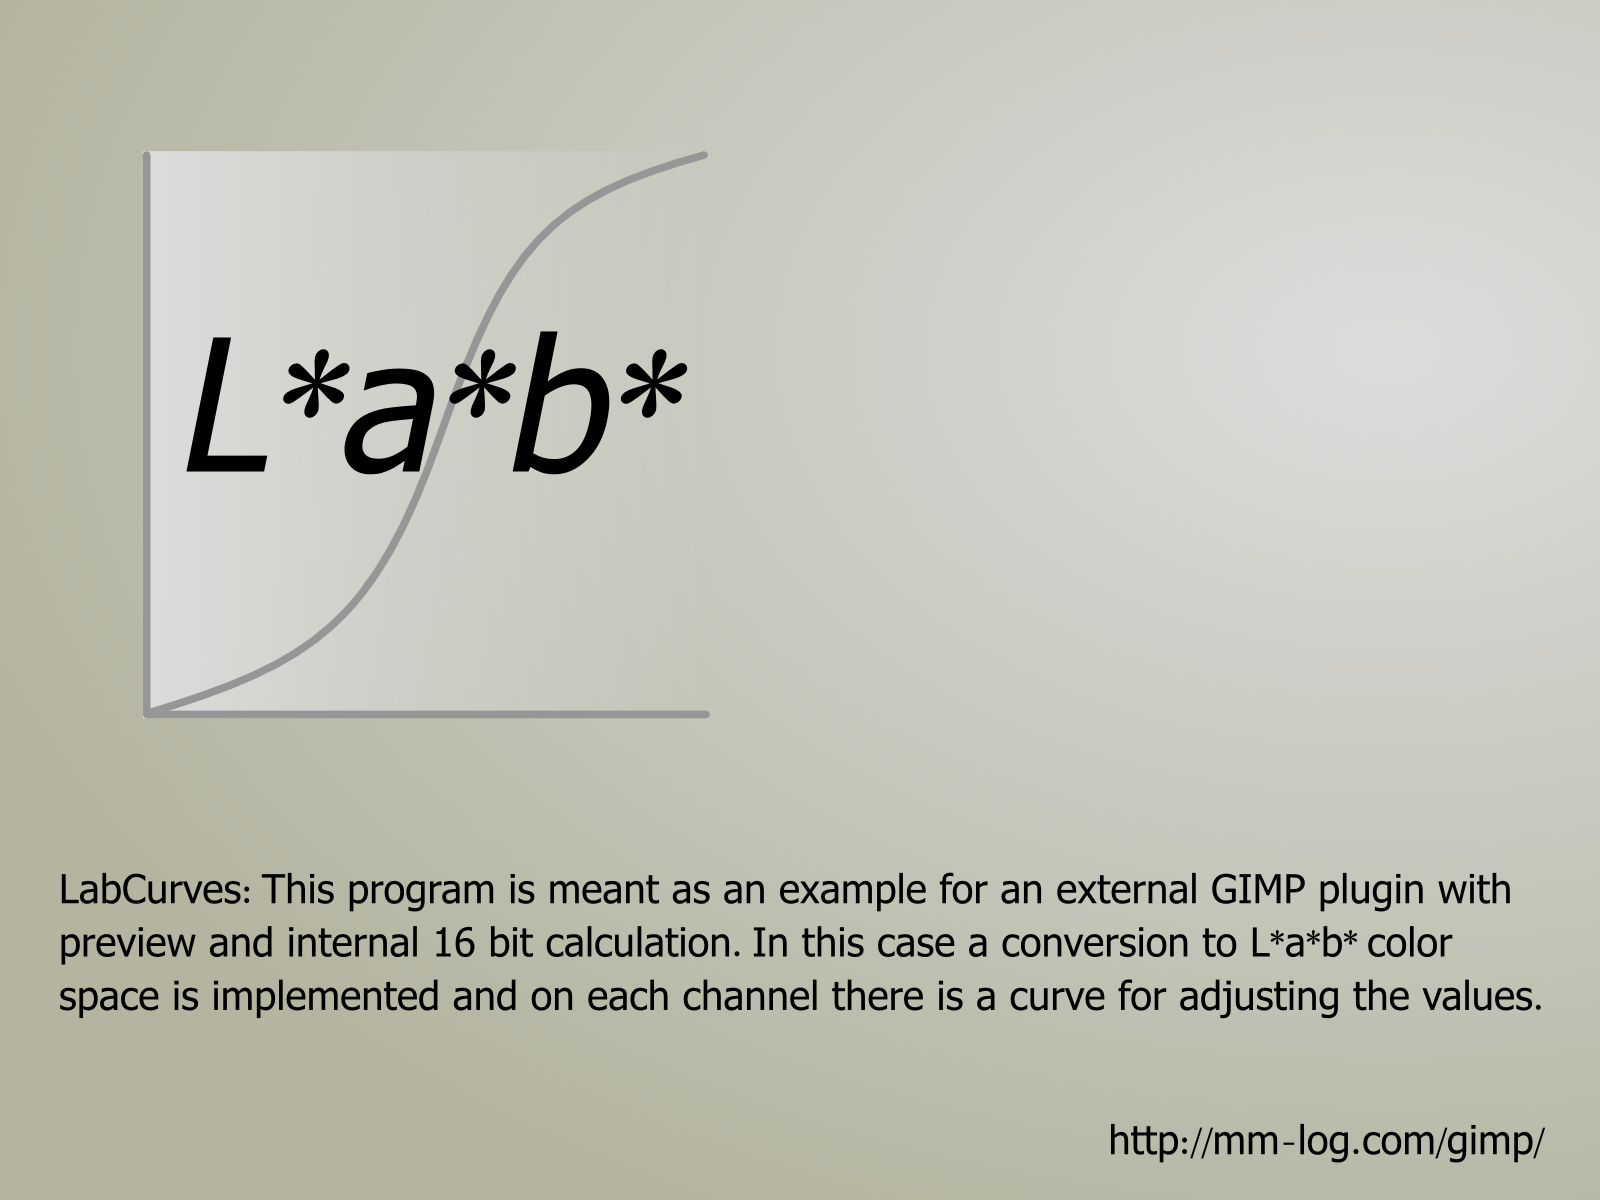 L*a*b*
LabCurves: This program is meant as an example for an external GIMP plugin with
preview and internal 16 bit calculation. In this case a conversion to L*a*b* color
space is implemented and on each channel there is a curve for adjusting the values.
http://mm-log.com/gimp/